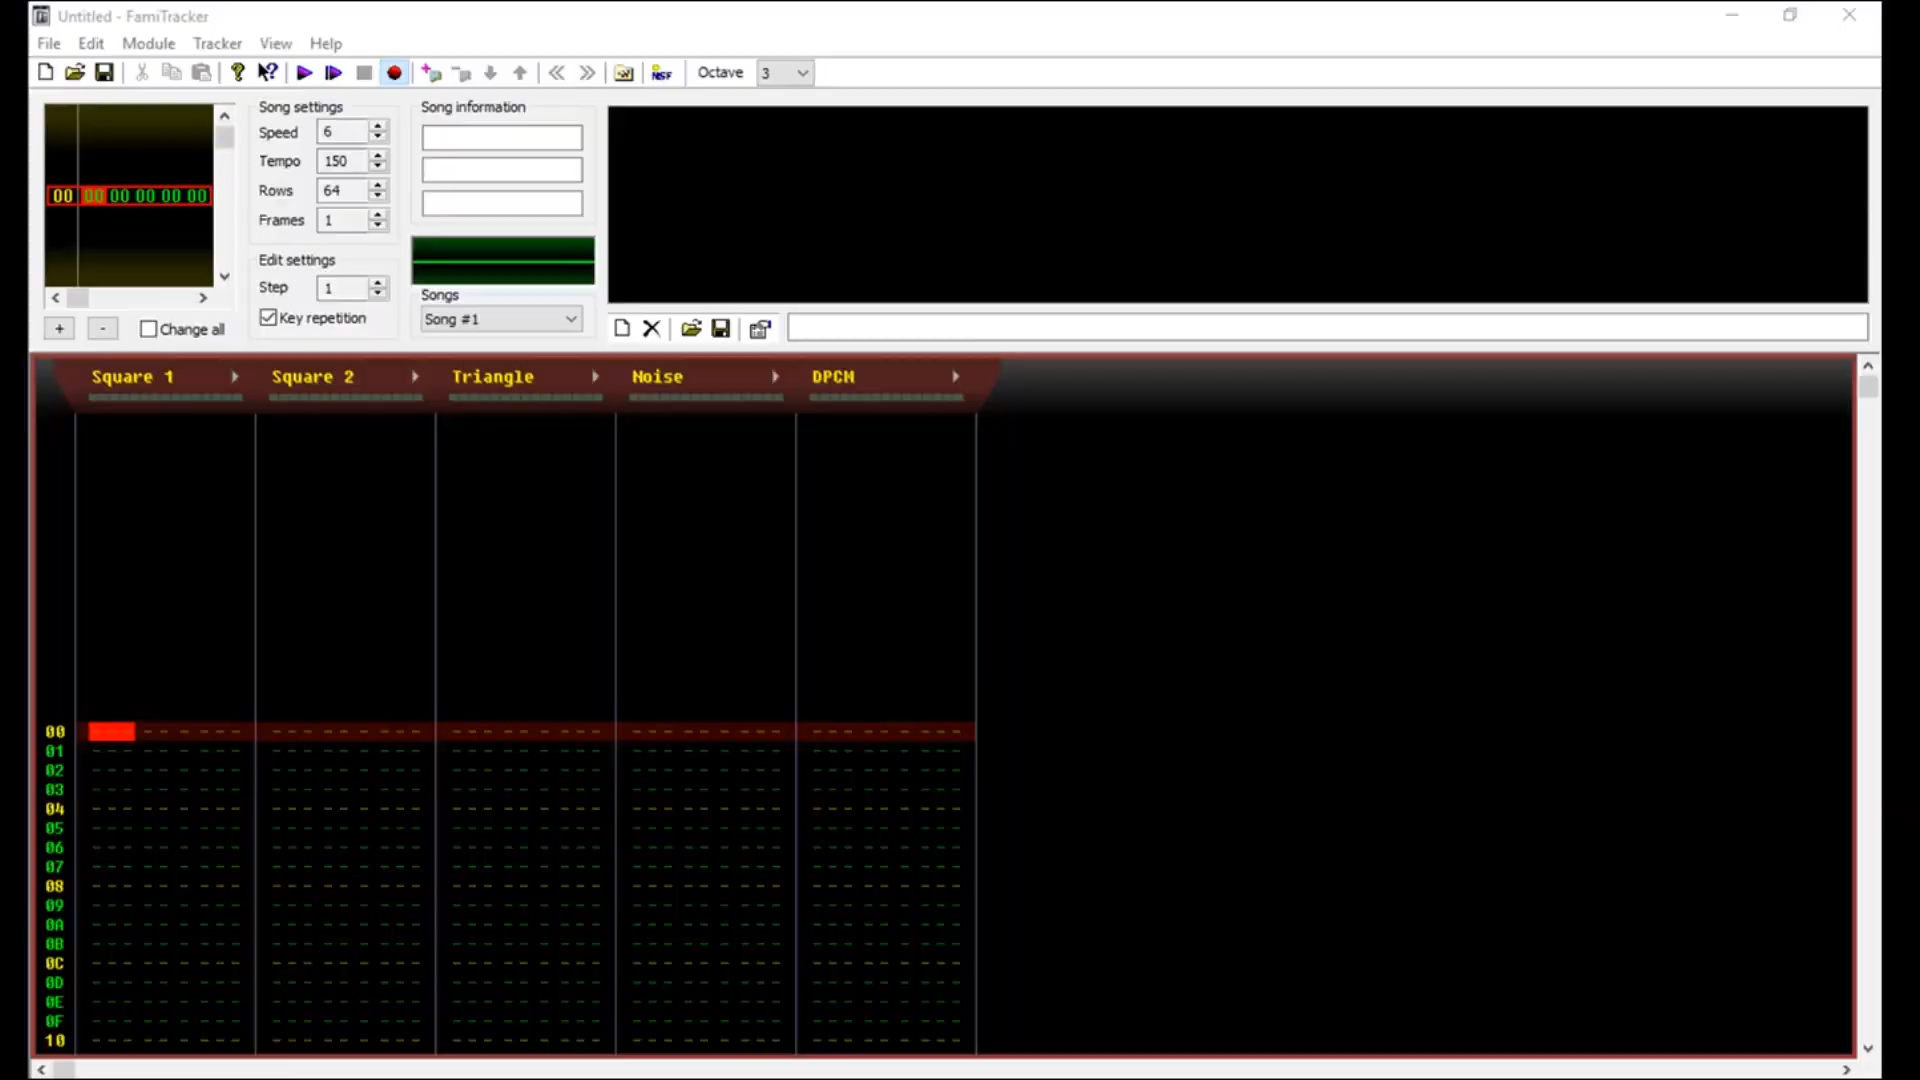 Untitled - FamiTracker
File Edit Module Tracker View Help
NSF Octave 3
Song settings
Speed 6
Tempo 150
Rows 64
Frames 1
Song information
00 00 00 00 00 00
Edit settings
Step 1
Key repetition
Songs
Song #1
+ - Change all
Square 1 Square 2 Triangle Noise DPCM
00
01
02
03
04
05
06
07
08
09
0A
0B
0C
0D
0E
0F
10